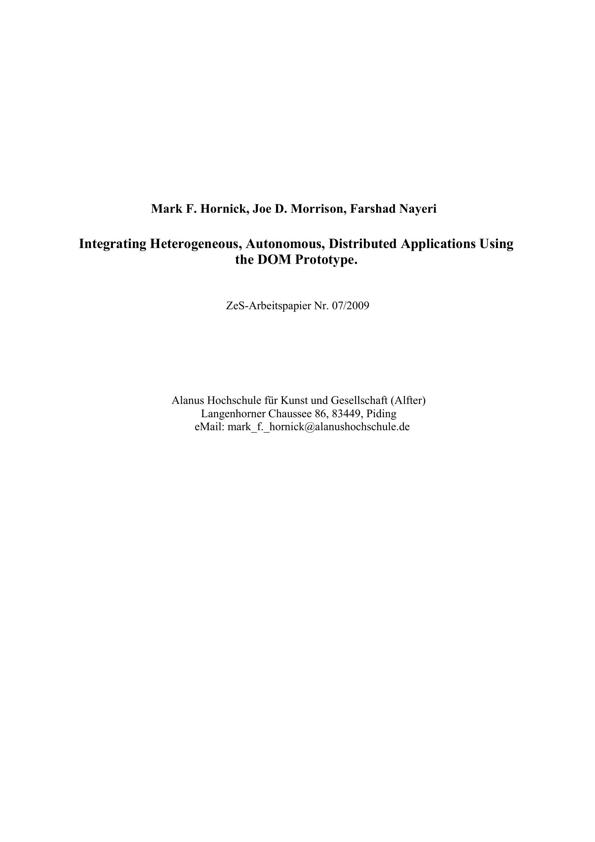 Mark F. Hornick, Joe D. Morrison, Farshad Nayeri
Integrating Heterogeneous, Autonomous, Distributed Applications Using
the DOM Prototype.
ZeS-Arbeitspapier Nr. 07/2009
Alanus Hochschule für Kunst und Gesellschaft (Alfter)
Langenhorner Chaussee 86, 83449, Piding
eMail: mark_f._hornick@alanushochschule.de